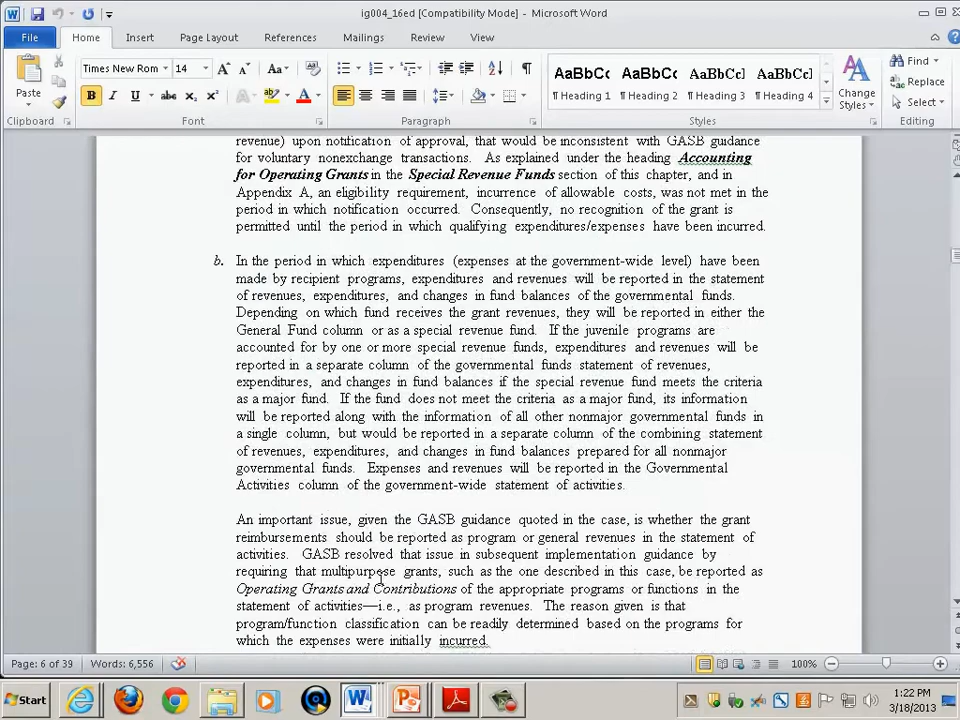 ig004_16ed [Compatibility Mode] - Microsoft Word
File Home Insert Page Layout References Mailings Review View
Times New Rom 14
Paste
Clipboard Font Paragraph Styles Editing
AaBbCc AaBbCc AaBbCc] AaBbCc]
¶ Heading 1 ¶ Heading 2 ¶ Heading 3 ¶ Heading 4
Change Styles
Find
Replace
Select
revenue) upon notification of approval, that would be inconsistent with GASB guidance
for voluntary nonexchange transactions. As explained under the heading Accounting
for Operating Grants in the Special Revenue Funds section of this chapter, and in
Appendix A, an eligibility requirement, incurrence of allowable costs, was not met in the
period in which notification occurred. Consequently, no recognition of the grant is
permitted until the period in which qualifying expenditures/expenses have been incurred.
b. In the period in which expenditures (expenses at the government-wide level) have been
made by recipient programs, expenditures and revenues will be reported in the statement
of revenues, expenditures, and changes in fund balances of the governmental funds.
Depending on which fund receives the grant revenues, they will be reported in either the
General Fund column or as a special revenue fund. If the juvenile programs are
accounted for by one or more special revenue funds, expenditures and revenues will be
reported in a separate column of the governmental funds statement of revenues,
expenditures, and changes in fund balances if the special revenue fund meets the criteria
as a major fund. If the fund does not meet the criteria as a major fund, its information
will be reported along with the information of all other nonmajor governmental funds in
a single column, but would be reported in a separate column of the combining statement
of revenues, expenditures, and changes in fund balances prepared for all nonmajor
governmental funds. Expenses and revenues will be reported in the Governmental
Activities column of the government-wide statement of activities.
An important issue, given the GASB guidance quoted in the case, is whether the grant
reimbursements should be reported as program or general revenues in the statement of
activities. GASB resolved that issue in subsequent implementation guidance by
requiring that multipurpose grants, such as the one described in this case, be reported as
Operating Grants and Contributions of the appropriate programs or functions in the
statement of activities—i.e., as program revenues. The reason given is that
program/function classification can be readily determined based on the programs for
which the expenses were initially incurred.
Page: 6 of 39 Words: 6,556 100%
Start
1:22 PM
3/18/2013